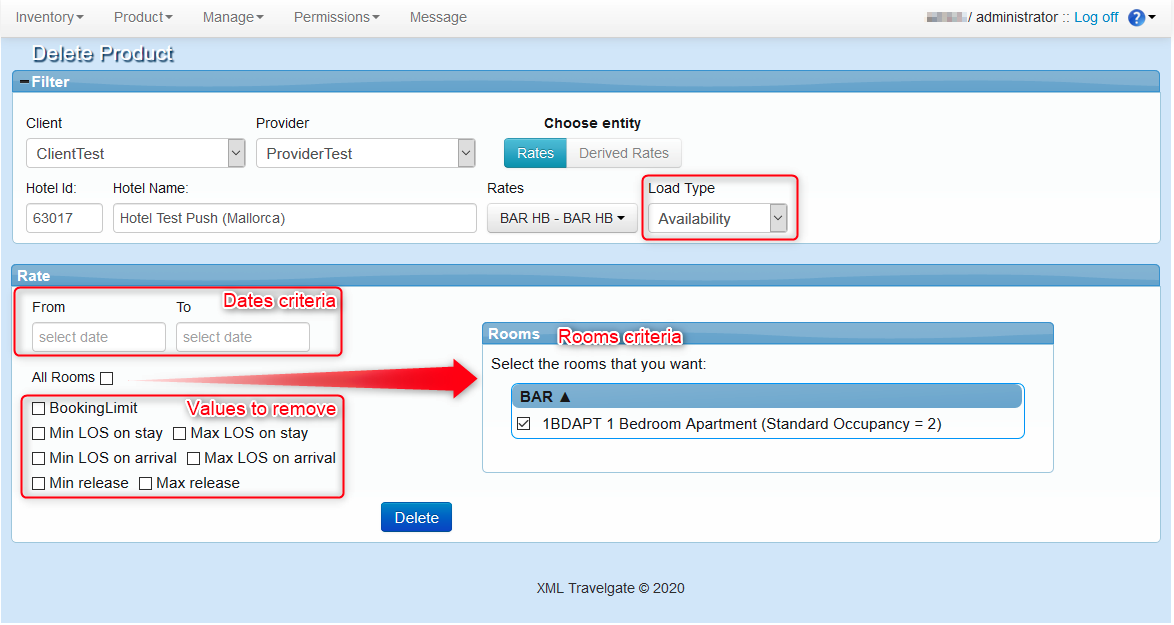 Inventory Product Manage Permissions Message / administrator :: Log off ?
Delete Product
Filter
Client Provider Choose entity
ClientTest ProviderTest Rates Derived Rates
Hotel Id: Hotel Name: Rates Load Type
63017 Hotel Test Push (Mallorca) BAR HB - BAR HB Availability
Rate
From To Dates criteria
select date select date
Rooms Rooms criteria
Select the rooms that you want:
All Rooms
BAR ▲
1BDAPT 1 Bedroom Apartment (Standard Occupancy = 2)
BookingLimit Values to remove
Min LOS on stay Max LOS on stay
Min LOS on arrival Max LOS on arrival
Min release Max release
Delete
XML Travelgate © 2020